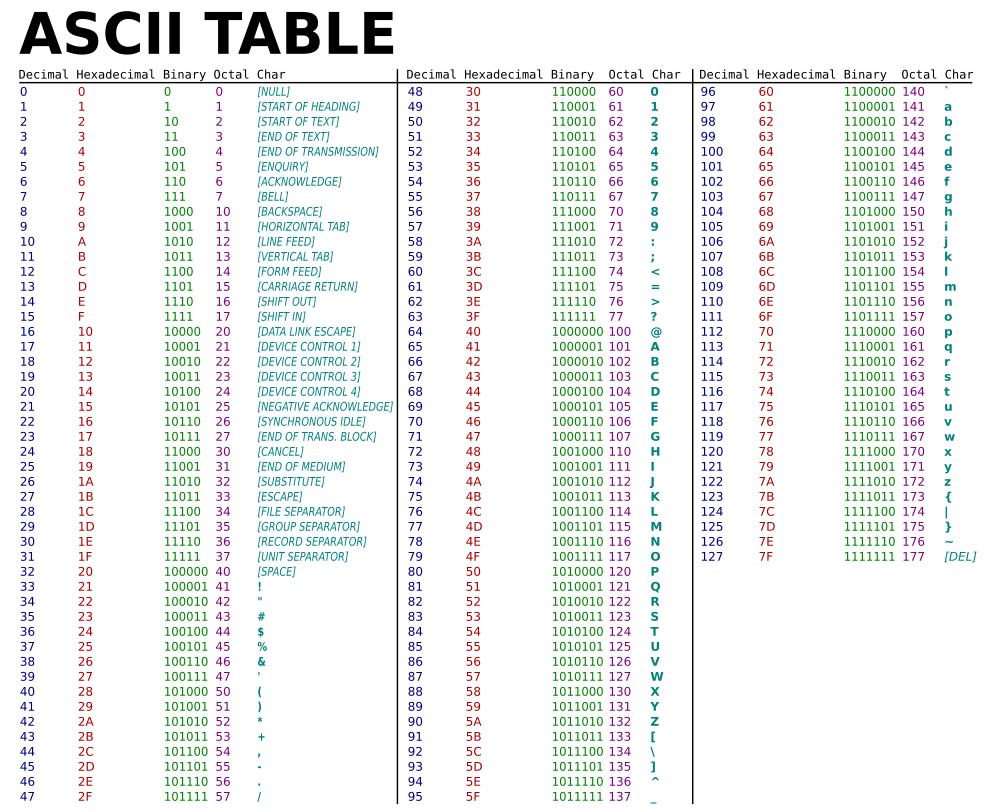 ASCII TABLE
Decimal Hexadecimal Binary Octal Char
0 0 0 0 [NULL]
1 1 1 1 [START OF HEADING]
2 2 10 2 [START OF TEXT]
3 3 11 3 [END OF TEXT]
4 4 100 4 [END OF TRANSMISSION]
5 5 101 5 [ENQUIRY]
6 6 110 6 [ACKNOWLEDGE]
7 7 111 7 [BELL]
8 8 1000 10 [BACKSPACE]
9 9 1001 11 [HORIZONTAL TAB]
10 A 1010 12 [LINE FEED]
11 B 1011 13 [VERTICAL TAB]
12 C 1100 14 [FORM FEED]
13 D 1101 15 [CARRIAGE RETURN]
14 E 1110 16 [SHIFT OUT]
15 F 1111 17 [SHIFT IN]
16 10 10000 20 [DATA LINK ESCAPE]
17 11 10001 21 [DEVICE CONTROL 1]
18 12 10010 22 [DEVICE CONTROL 2]
19 13 10011 23 [DEVICE CONTROL 3]
20 14 10100 24 [DEVICE CONTROL 4]
21 15 10101 25 [NEGATIVE ACKNOWLEDGE]
22 16 10110 26 [SYNCHRONOUS IDLE]
23 17 10111 27 [END OF TRANS. BLOCK]
24 18 11000 30 [CANCEL]
25 19 11001 31 [END OF MEDIUM]
26 1A 11010 32 [SUBSTITUTE]
27 1B 11011 33 [ESCAPE]
28 1C 11100 34 [FILE SEPARATOR]
29 1D 11101 35 [GROUP SEPARATOR]
30 1E 11110 36 [RECORD SEPARATOR]
31 1F 11111 37 [UNIT SEPARATOR]
32 20 100000 40 [SPACE]
33 21 100001 41 !
34 22 100010 42 "
35 23 100011 43 #
36 24 100100 44 $
37 25 100101 45 %
38 26 100110 46 &
39 27 100111 47 '
40 28 101000 50 (
41 29 101001 51 )
42 2A 101010 52 *
43 2B 101011 53 +
44 2C 101100 54 ,
45 2D 101101 55 -
46 2E 101110 56 .
47 2F 101111 57 /
Decimal Hexadecimal Binary Octal Char
48 30 110000 60 0
49 31 110001 61 1
50 32 110010 62 2
51 33 110011 63 3
52 34 110100 64 4
53 35 110101 65 5
54 36 110110 66 6
55 37 110111 67 7
56 38 111000 70 8
57 39 111001 71 9
58 3A 111010 72 :
59 3B 111011 73 ;
60 3C 111100 74 <
61 3D 111101 75 =
62 3E 111110 76 >
63 3F 111111 77 ?
64 40 1000000 100 @
65 41 1000001 101 A
66 42 1000010 102 B
67 43 1000011 103 C
68 44 1000100 104 D
69 45 1000101 105 E
70 46 1000110 106 F
71 47 1000111 107 G
72 48 1001000 110 H
73 49 1001001 111 I
74 4A 1001010 112 J
75 4B 1001011 113 K
76 4C 1001100 114 L
77 4D 1001101 115 M
78 4E 1001110 116 N
79 4F 1001111 117 O
80 50 1010000 120 P
81 51 1010001 121 Q
82 52 1010010 122 R
83 53 1010011 123 S
84 54 1010100 124 T
85 55 1010101 125 U
86 56 1010110 126 V
87 57 1010111 127 W
88 58 1011000 130 X
89 59 1011001 131 Y
90 5A 1011010 132 Z
91 5B 1011011 133 [
92 5C 1011100 134 \
93 5D 1011101 135 ]
94 5E 1011110 136 ^
95 5F 1011111 137 _
Decimal Hexadecimal Binary Octal Char
96 60 1100000 140 `
97 61 1100001 141 a
98 62 1100010 142 b
99 63 1100011 143 c
100 64 1100100 144 d
101 65 1100101 145 e
102 66 1100110 146 f
103 67 1100111 147 g
104 68 1101000 150 h
105 69 1101001 151 i
106 6A 1101010 152 j
107 6B 1101011 153 k
108 6C 1101100 154 l
109 6D 1101101 155 m
110 6E 1101110 156 n
111 6F 1101111 157 o
112 70 1110000 160 p
113 71 1110001 161 q
114 72 1110010 162 r
115 73 1110011 163 s
116 74 1110100 164 t
117 75 1110101 165 u
118 76 1110110 166 v
119 77 1110111 167 w
120 78 1111000 170 x
121 79 1111001 171 y
122 7A 1111010 172 z
123 7B 1111011 173 {
124 7C 1111100 174 |
125 7D 1111101 175 }
126 7E 1111110 176 ~
127 7F 1111111 177 [DEL]